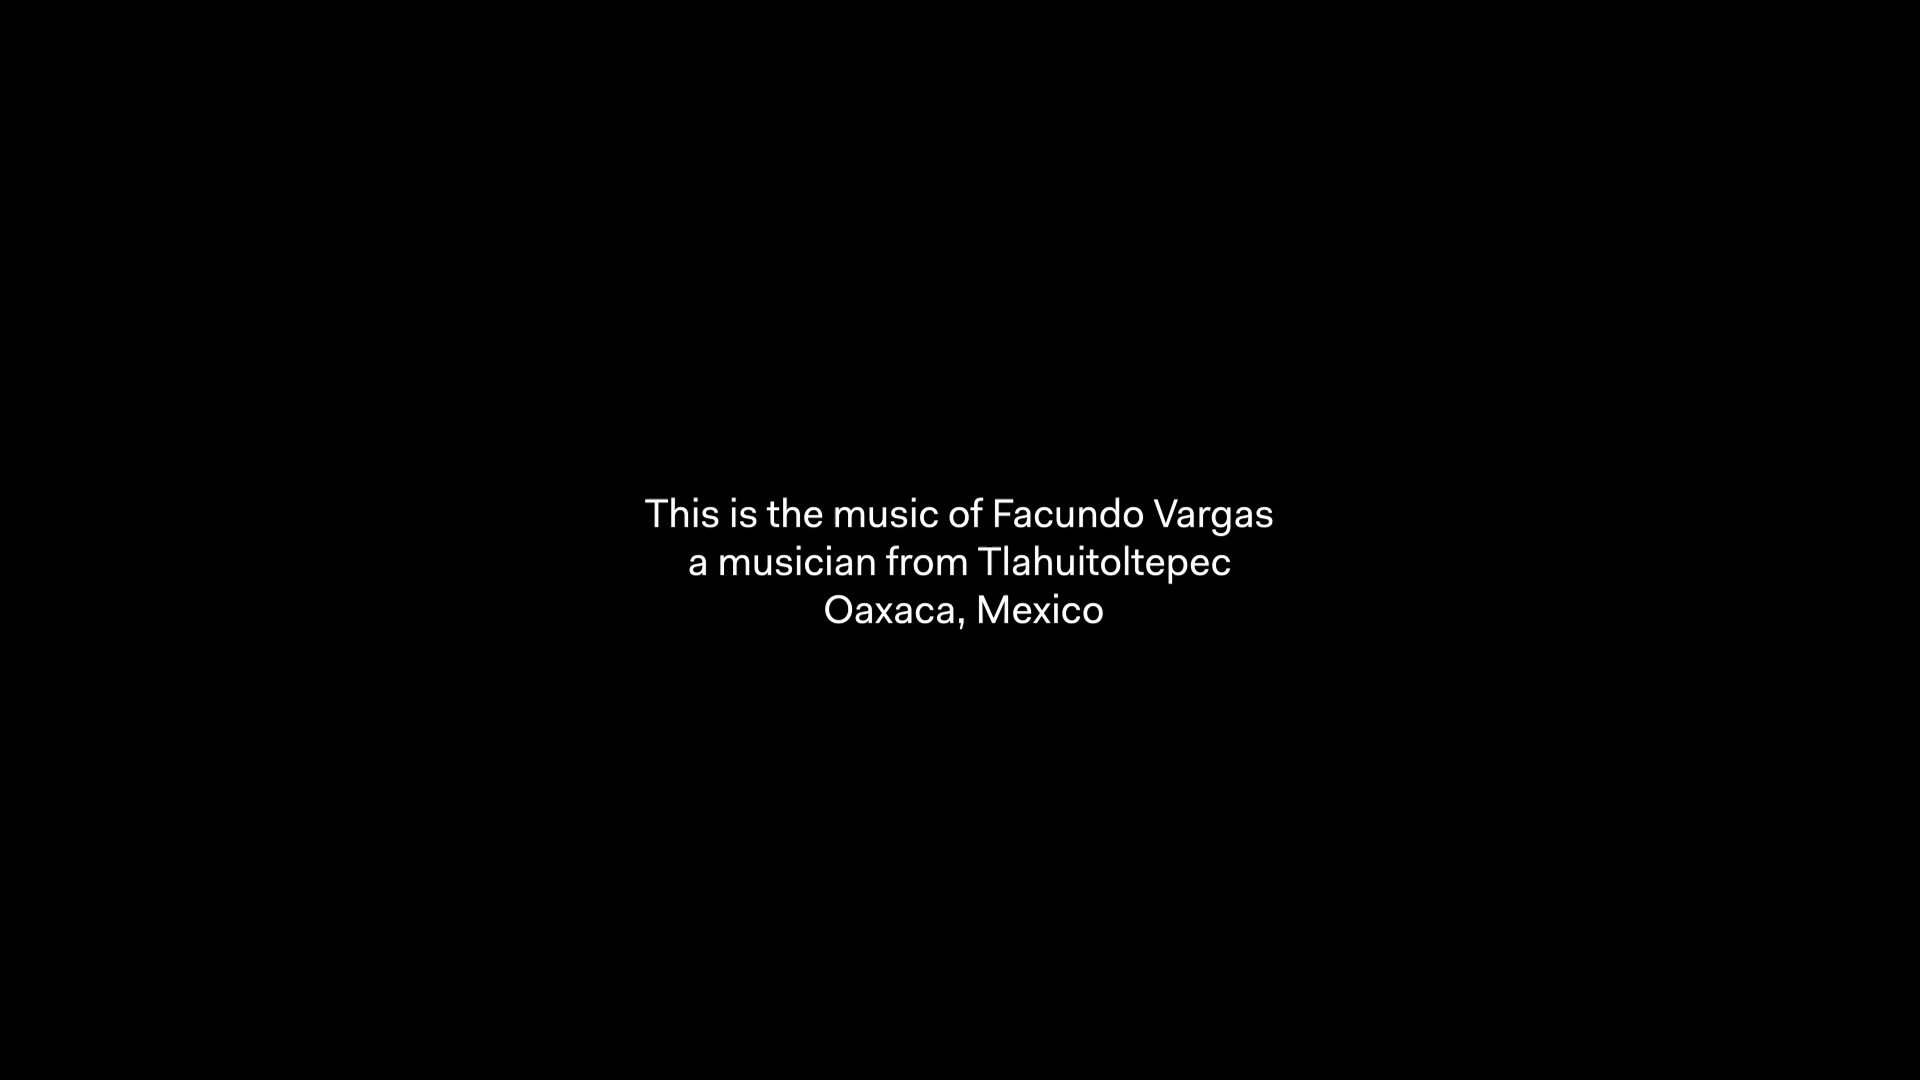 This is the music of Facundo Vargas
a musician from Tlahuitoltepec
Oaxaca, Mexico